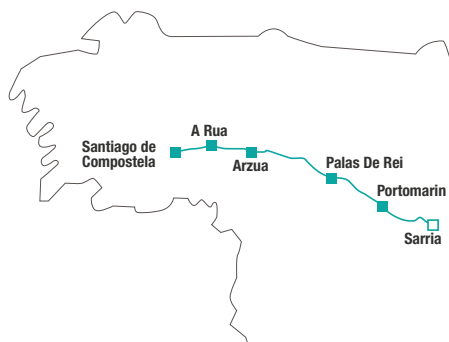 A Rua
Santiago de
Compostela
Arzua
Palas De Rei
Portomarin
Sarria